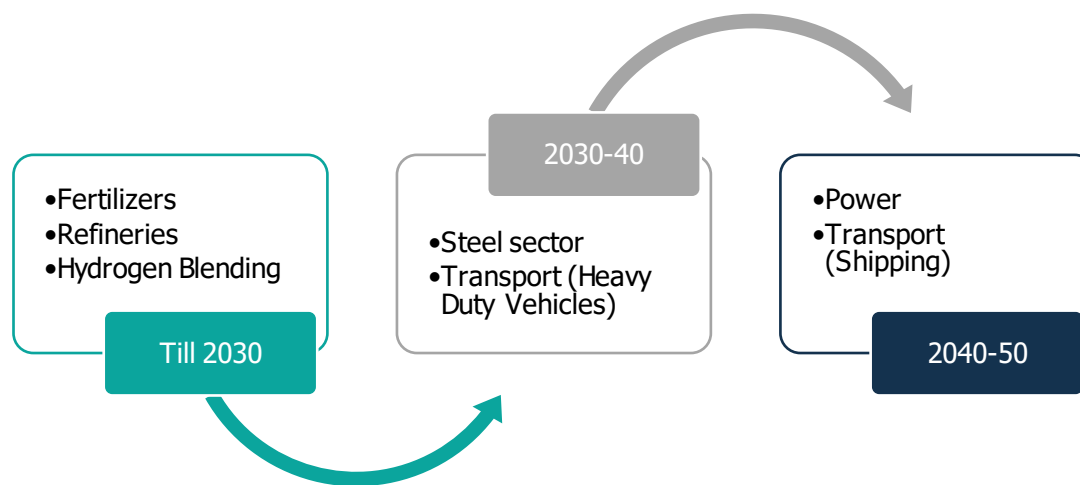 •Fertilizers
•Refineries
•Hydrogen Blending
Till 2030
2030-40
•Steel sector
•Transport (Heavy
Duty Vehicles)
•Power
•Transport
(Shipping)
2040-50